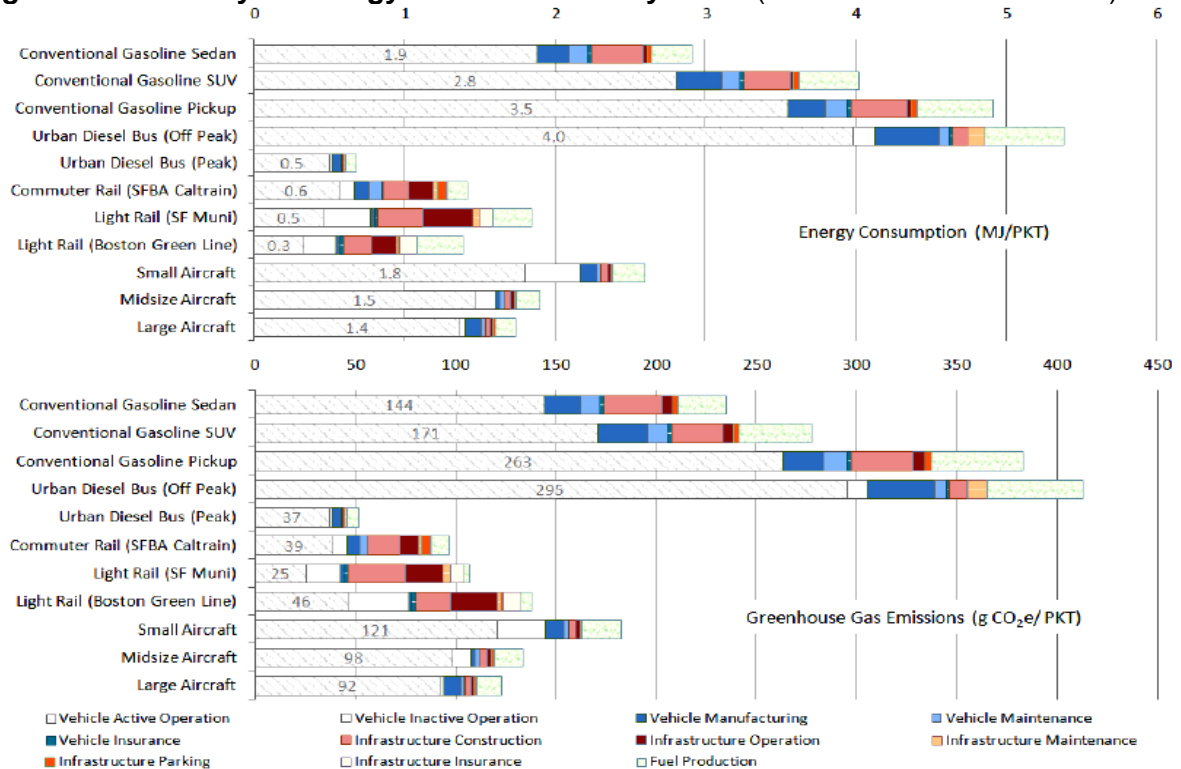 0 1 2 3 4 5 6
Conventional Gasoline Sedan 1.9
Conventional Gasoline SUV 2.8
Conventional Gasoline Pickup 3.5
Urban Diesel Bus (Off Peak) 4.0
Urban Diesel Bus (Peak) 0.5
Commuter Rail (SFBA Caltrain) 0.6
Light Rail (SF Muni) 0.5
Energy Consumption (MJ/PKT)
Light Rail (Boston Green Line) 0.3
Small Aircraft 1.8
Midsize Aircraft 1.5
Large Aircraft 1.4
0 50 100 150 200 250 300 350 400 450
Conventional Gasoline Sedan 144
Conventional Gasoline SUV 171
Conventional Gasoline Pickup 263
Urban Diesel Bus (Off Peak) 295
Urban Diesel Bus (Peak) 37
Commuter Rail (SFBA Caltrain) 39
Light Rail (SF Muni) 25
Light Rail (Boston Green Line) 46
Greenhouse Gas Emissions (g CO₂e/ PKT)
Small Aircraft 121
Midsize Aircraft 98
Large Aircraft 92
Vehicle Active Operation Vehicle Inactive Operation Vehicle Manufacturing Vehicle Maintenance
Vehicle Insurance Infrastructure Construction Infrastructure Operation Infrastructure Maintenance
Infrastructure Parking Infrastructure Insurance Fuel Production